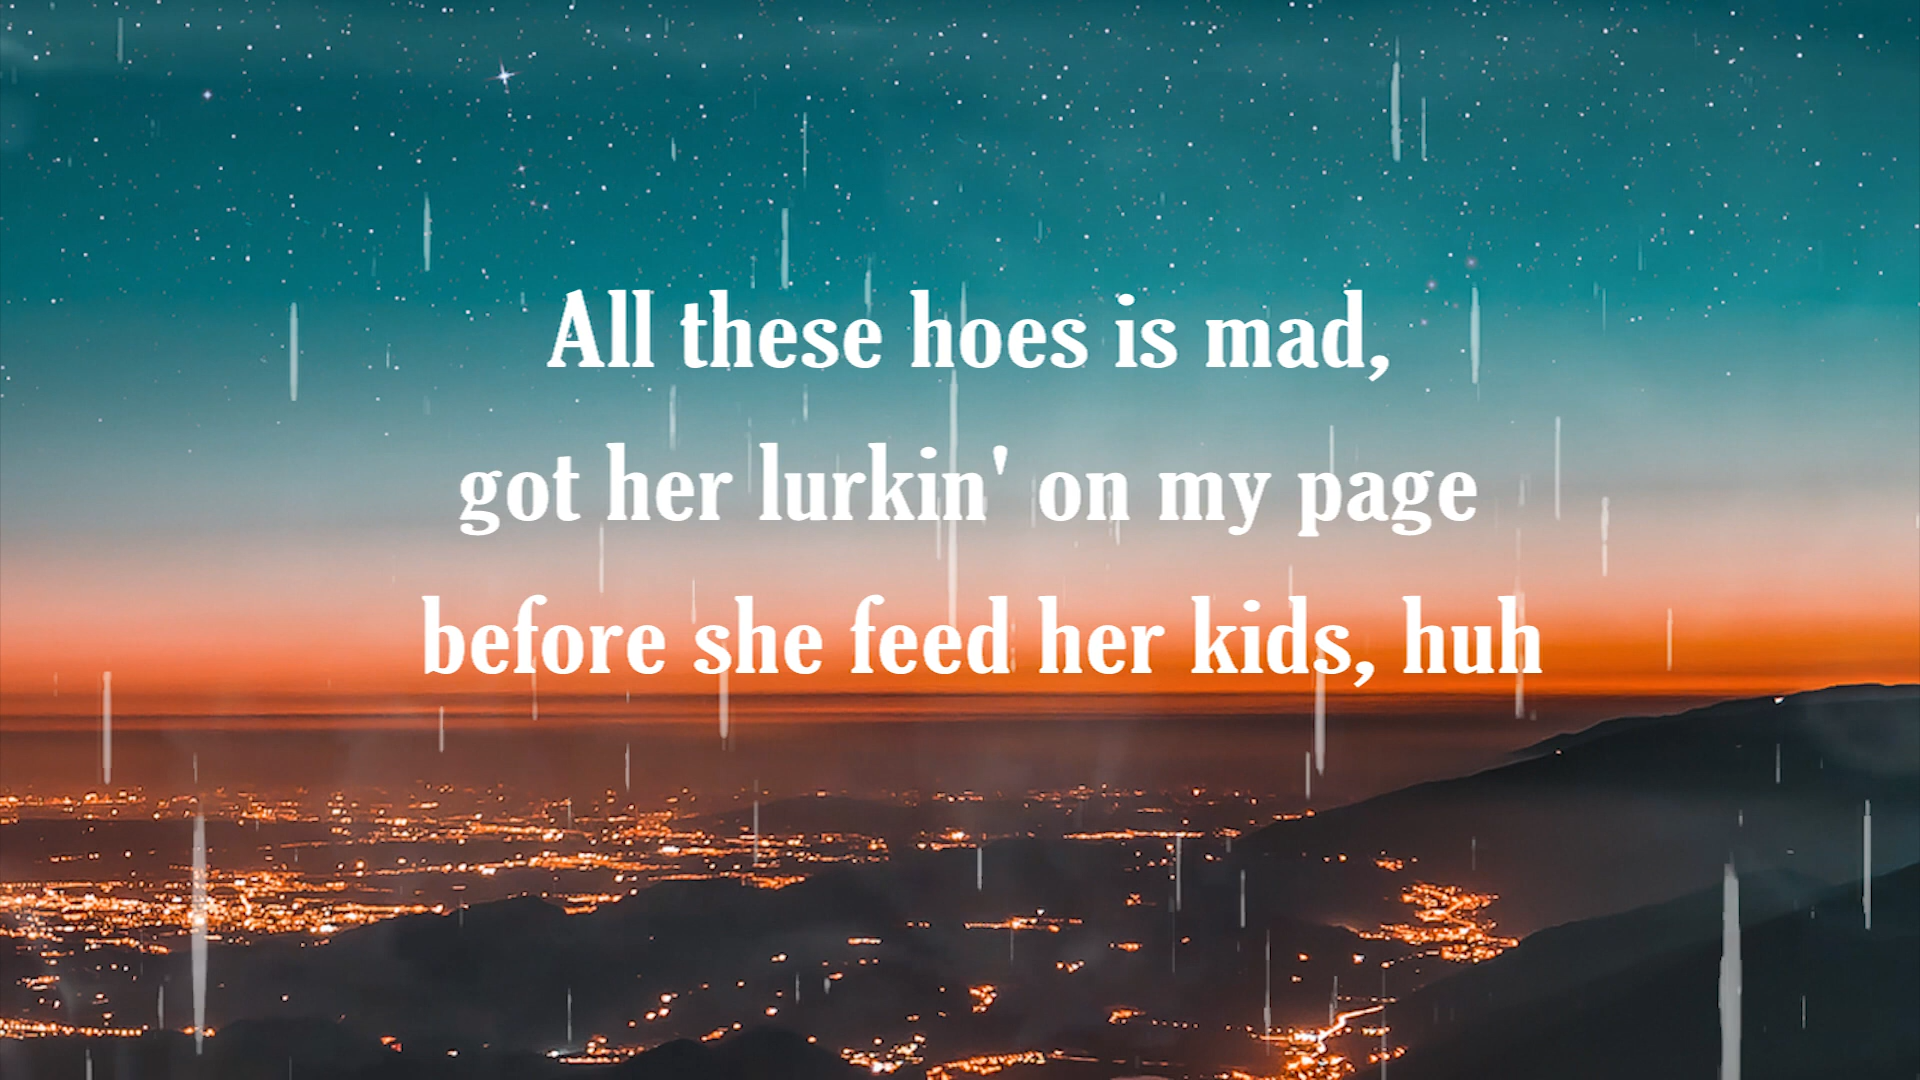 All these hoes is mad,
got her lurkin' on my page
before she feed her kids, huh